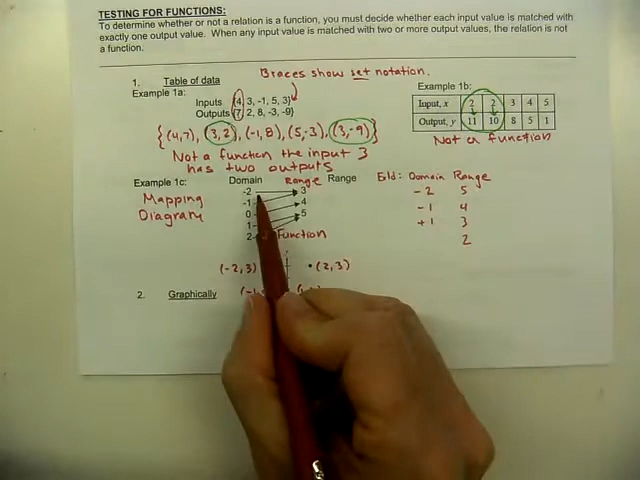 TESTING FOR FUNCTIONS:
To determine whether or not a relation is a function, you must decide whether each input value is matched with
exactly one output value. When any input value is matched with two or more output values, the relation is not
a function.
1. Table of data
Braces show set notation.
Example 1a:
Inputs {4, 3, -1, 5, 3}
Outputs {7, 2, 8, -3, -9}
{(4,7), (3,2), (-1,8), (5,-3), (3,-9)}
Not a function the input 3
has two outputs
Example 1b:
Input, x 2 2 3 4 5
Output, y 11 10 8 5 1
Not a function
Example 1c: Domain Range Range
Mapping
Diagram
-2 3
-1 4
0 5
1
2
Function
(-2,3) (2,3)
Ex1d: Domain Range
-2 5
-1 4
+1 3
2
2. Graphically